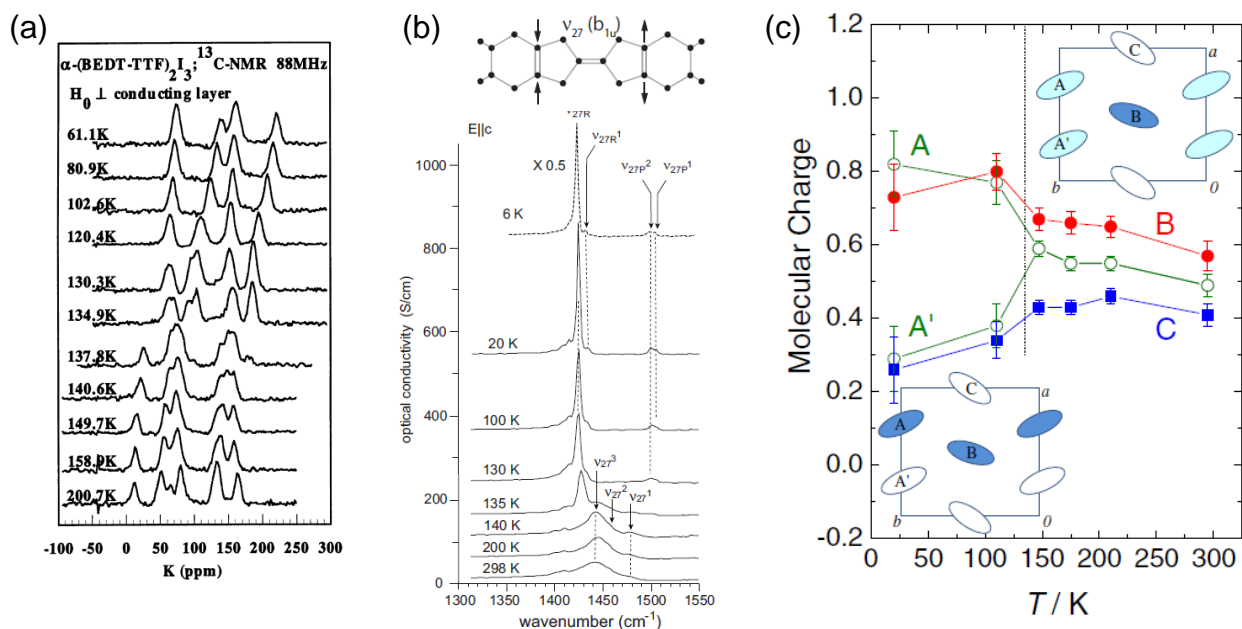 (a)
α-(BEDT-TTF)2I3; 13C-NMR 88MHz
H0 ⊥ conducting layer
61.1K
80.9K
102.6K
120.4K
130.3K
134.9K
137.8K
140.6K
149.7K
158.9K
200.7K
-100 -50 0 50 100 150 200 250 300
K (ppm)
(b)
ν27 (b1u)
E||c
ν27R
ν27R1
X 0.5
ν27P2 ν27P1
6 K
20 K
100 K
130 K
ν273
ν272
ν271
135 K
140 K
200 K
298 K
1000
800
600
400
200
0
optical conductivity (S/cm)
1300 1400 1450 1500 1550
wavenumber (cm-1)
(c)
1.2
1.0
0.8
0.6
0.4
0.2
0.0
-0.2
Molecular Charge
C
a
A
B
A'
b
0
A
B
A'
C
C
a
A
B
A'
b
0
0 50 100 150 200 250 300
T / K